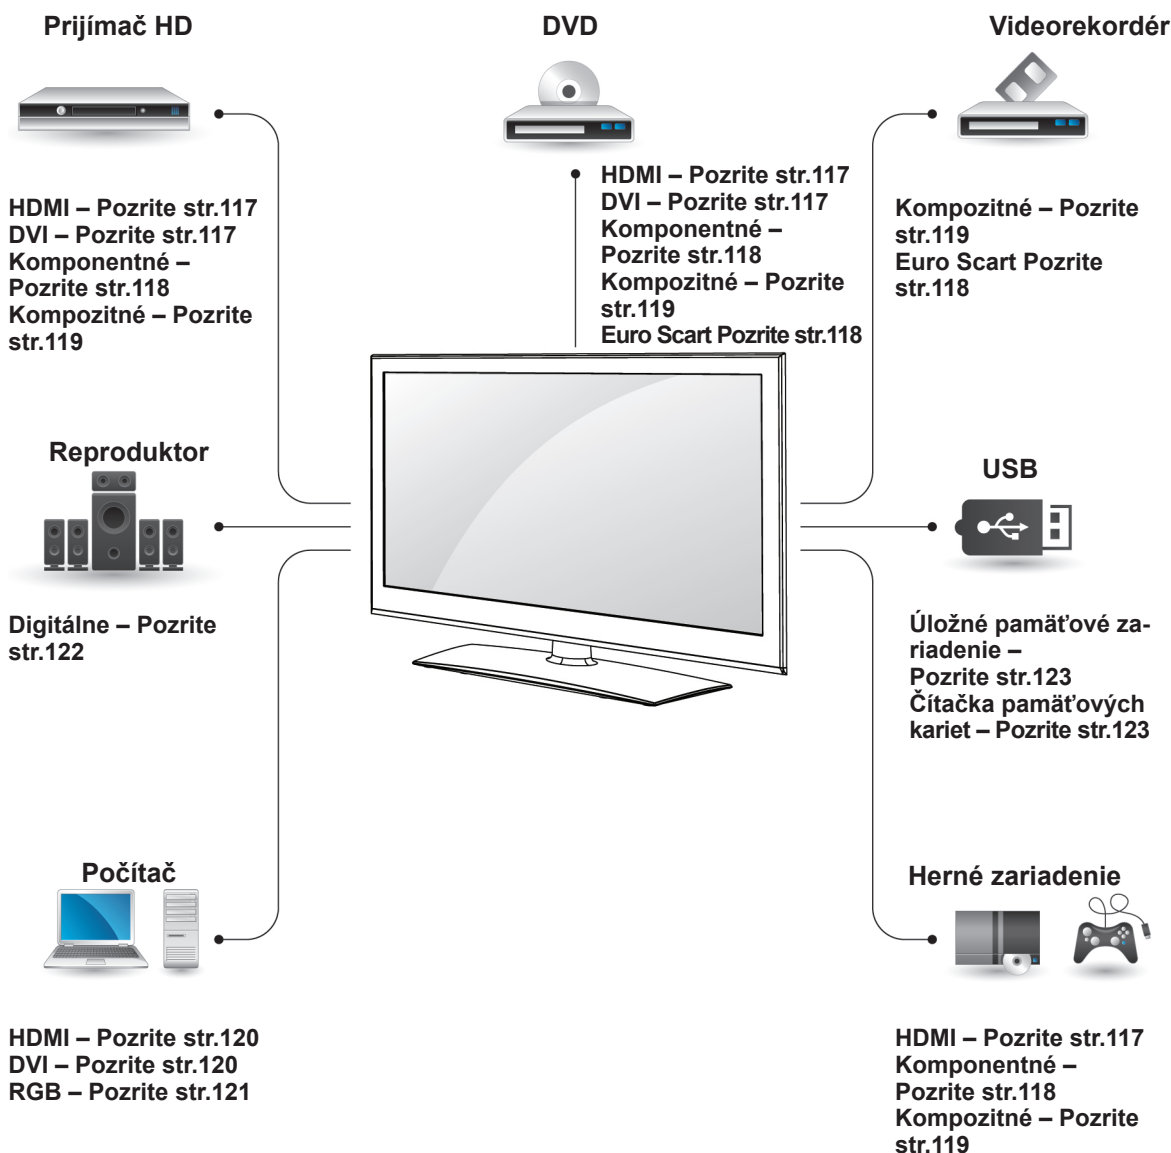 Prijímač HD
HDMI – Pozrite str.117
DVI – Pozrite str.117
Komponentné –
Pozrite str.118
Kompozitné – Pozrite
str.119
DVD
HDMI – Pozrite str.117
DVI – Pozrite str.117
Komponentné –
Pozrite str.118
Kompozitné – Pozrite
str.119
Euro Scart Pozrite str.118
Videorekordér
Kompozitné – Pozrite
str.119
Euro Scart Pozrite
str.118
Reproduktor
Digitálne – Pozrite
str.122
USB
Úložné pamäťové za-
riadenie –
Pozrite str.123
Čítačka pamäťových
kariet – Pozrite str.123
Počítač
HDMI – Pozrite str.120
DVI – Pozrite str.120
RGB – Pozrite str.121
Herné zariadenie
HDMI – Pozrite str.117
Komponentné –
Pozrite str.118
Kompozitné – Pozrite
str.119